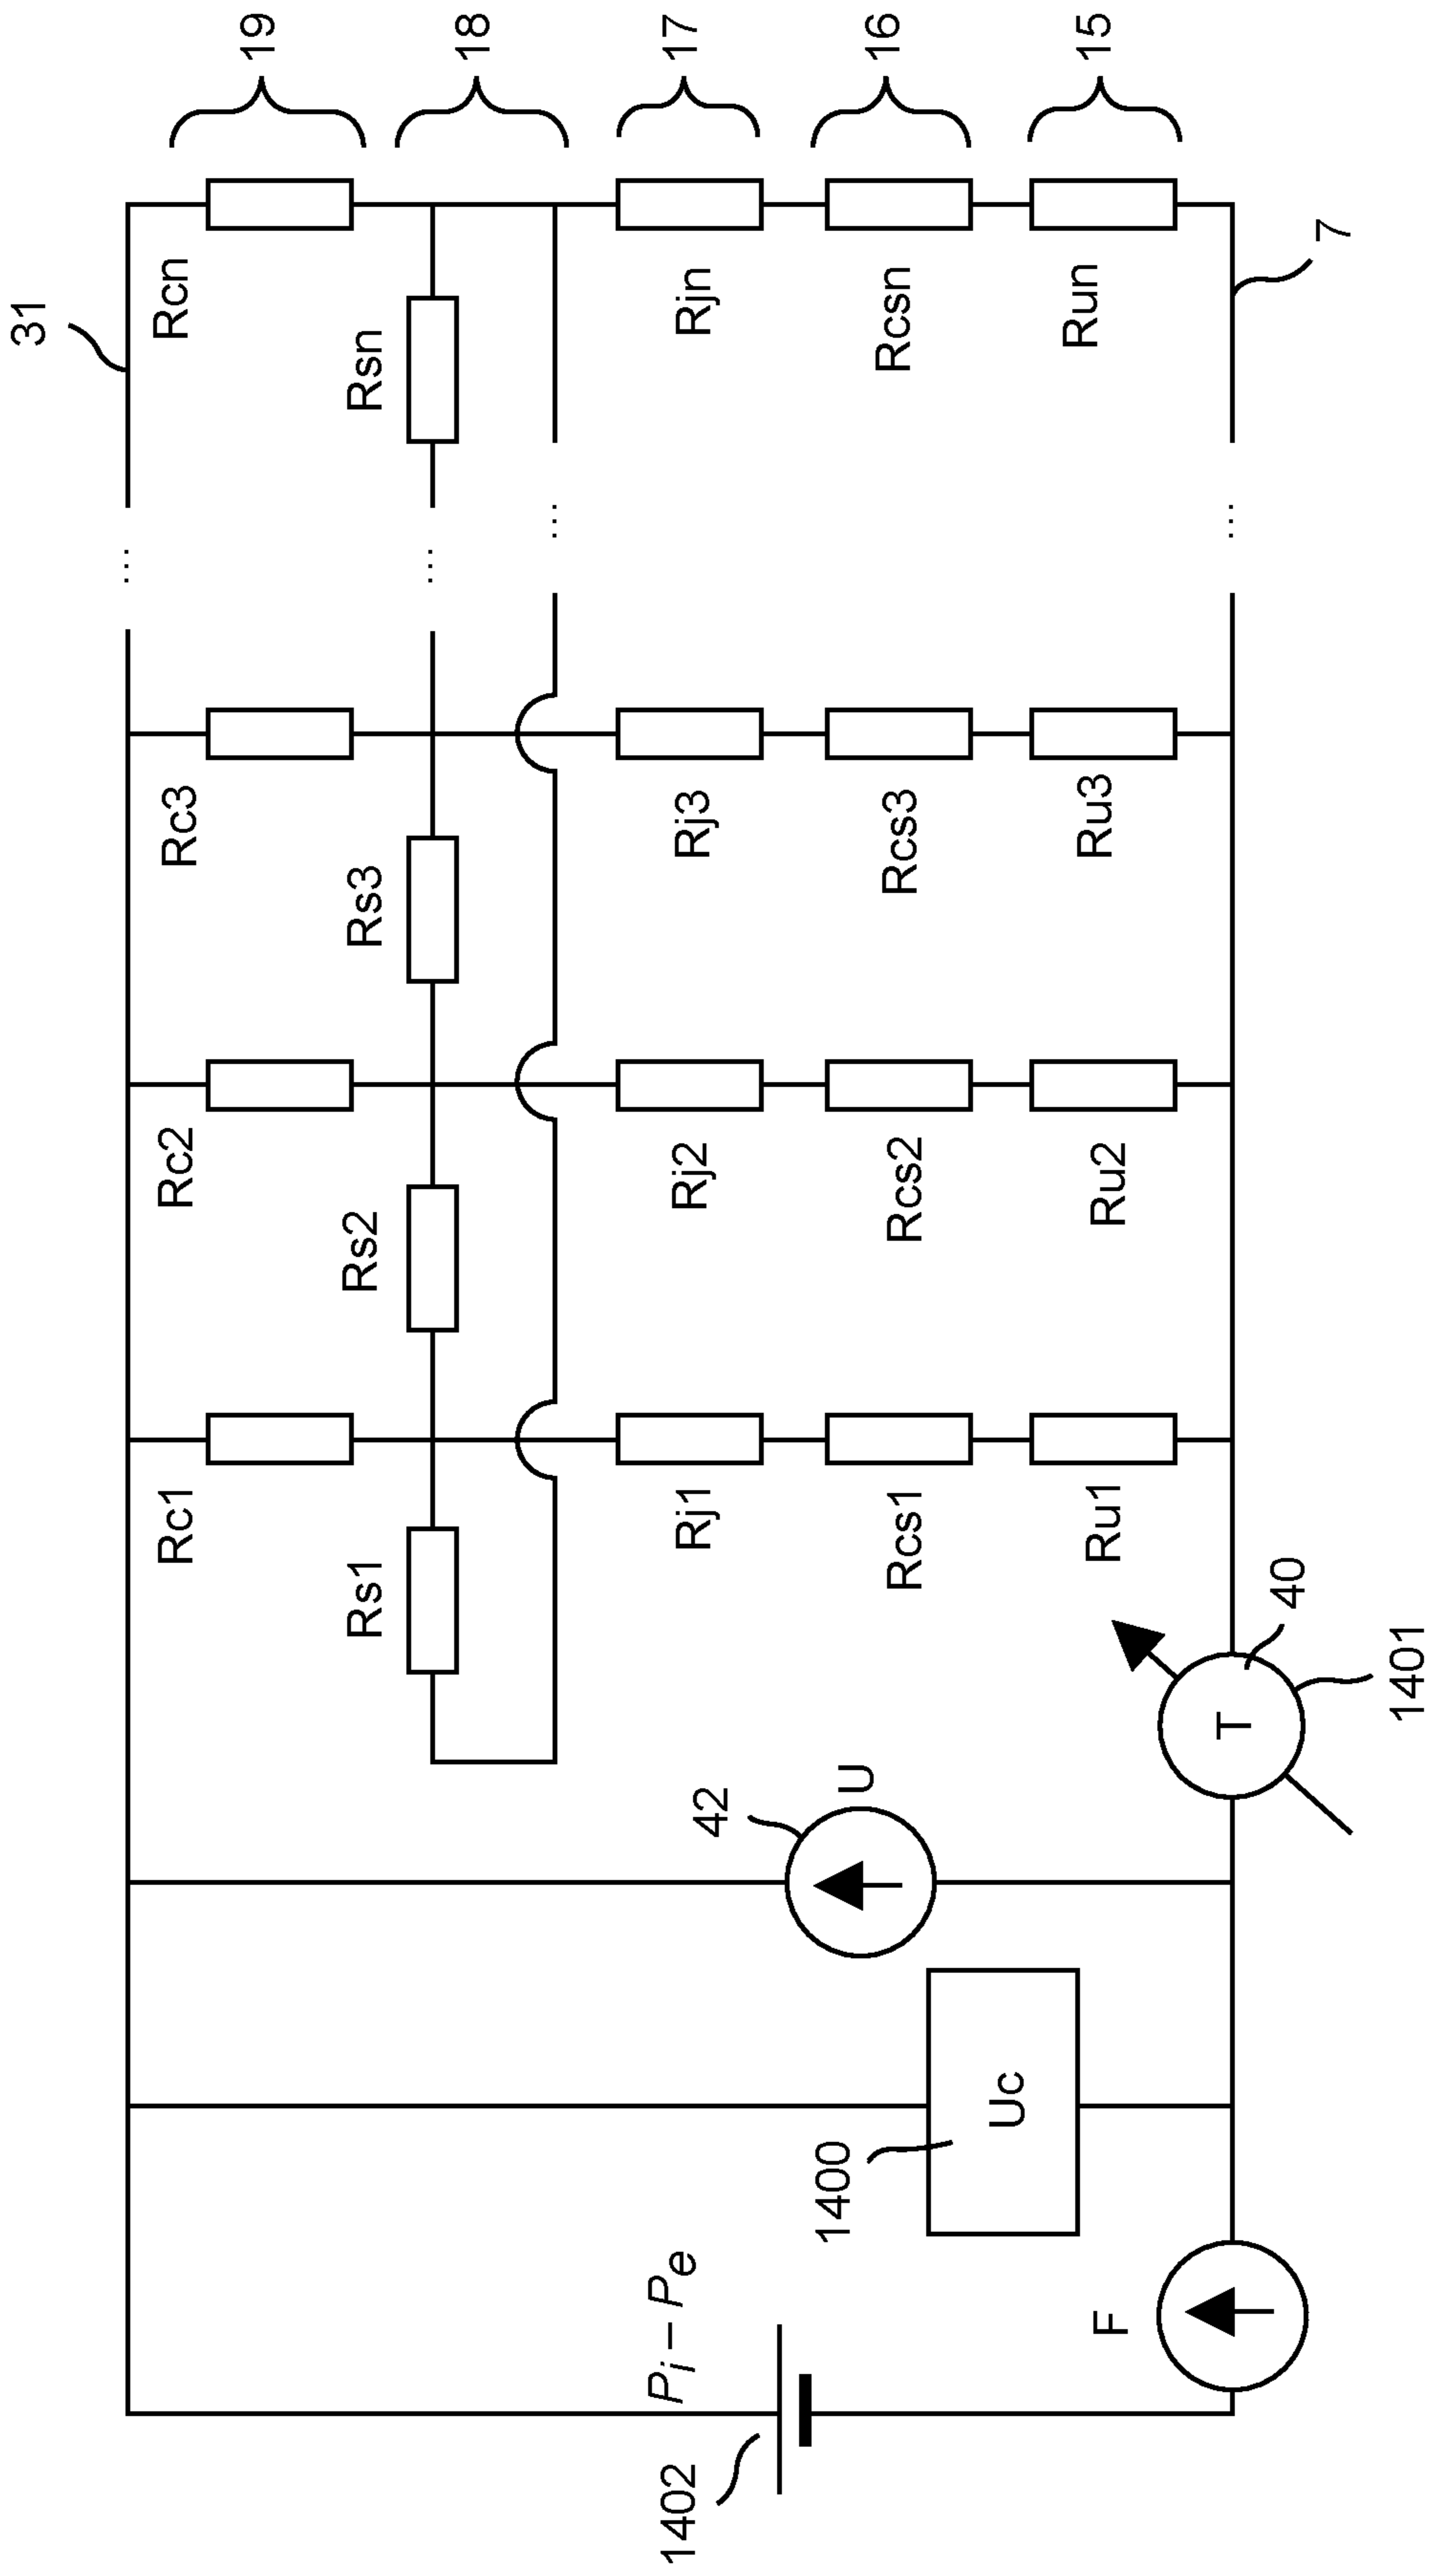 19
18
17
16
15
31
7
Rcn
Rsn
Rjn
Rcsn
Run
...
...
...
...
Rc3
Rs3
Rj3
Rcs3
Ru3
Rc2
Rs2
Rj2
Rcs2
Ru2
Rc1
Rs1
Rj1
Rcs1
Ru1
40
1401
T
42
U
Uc
1400
F
Pi – Pe
1402